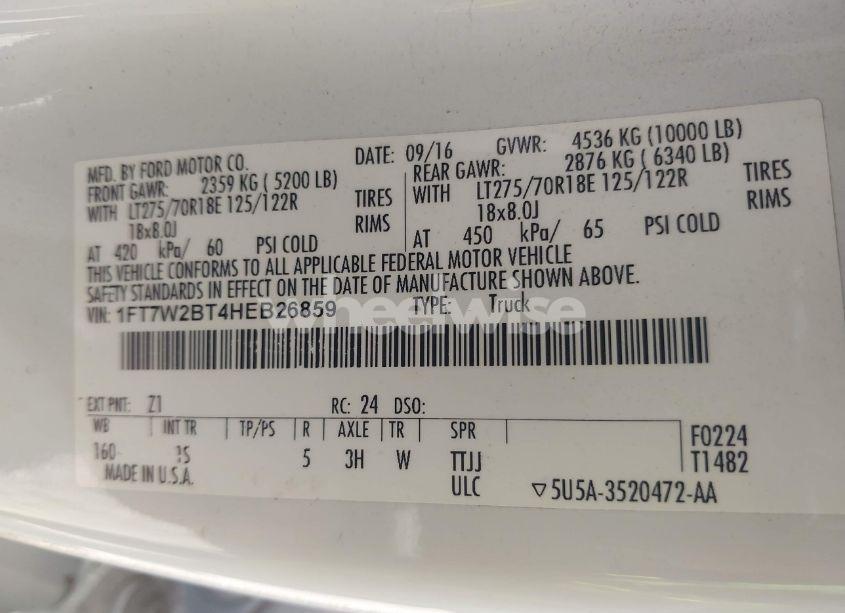 MFD. BY FORD MOTOR CO. DATE: 09/16 GVWR: 4536 KG (10000 LB)
FRONT GAWR: 2359 KG ( 5200 LB) REAR GAWR: 2876 KG ( 6340 LB)
WITH LT275/70R18E 125/122R TIRES WITH LT275/70R18E 125/122R TIRES
18x8.0J RIMS 18x8.0J RIMS
AT 420 kPa/ 60 PSI COLD AT 450 kPa/ 65 PSI COLD
THIS VEHICLE CONFORMS TO ALL APPLICABLE FEDERAL MOTOR VEHICLE
SAFETY STANDARDS IN EFFECT ON THE DATE OF MANUFACTURE SHOWN ABOVE.
VIN: 1FT7W2BT4HEB26859 TYPE: Truck
wheelwise
EXT PNT: Z1 RC: 24 DSO:
WB INT TR TP/PS R AXLE TR SPR F0224
160 5 3H W TTJJ T1482
MADE IN U.S.A. ULC ▽5U5A-3520472-AA